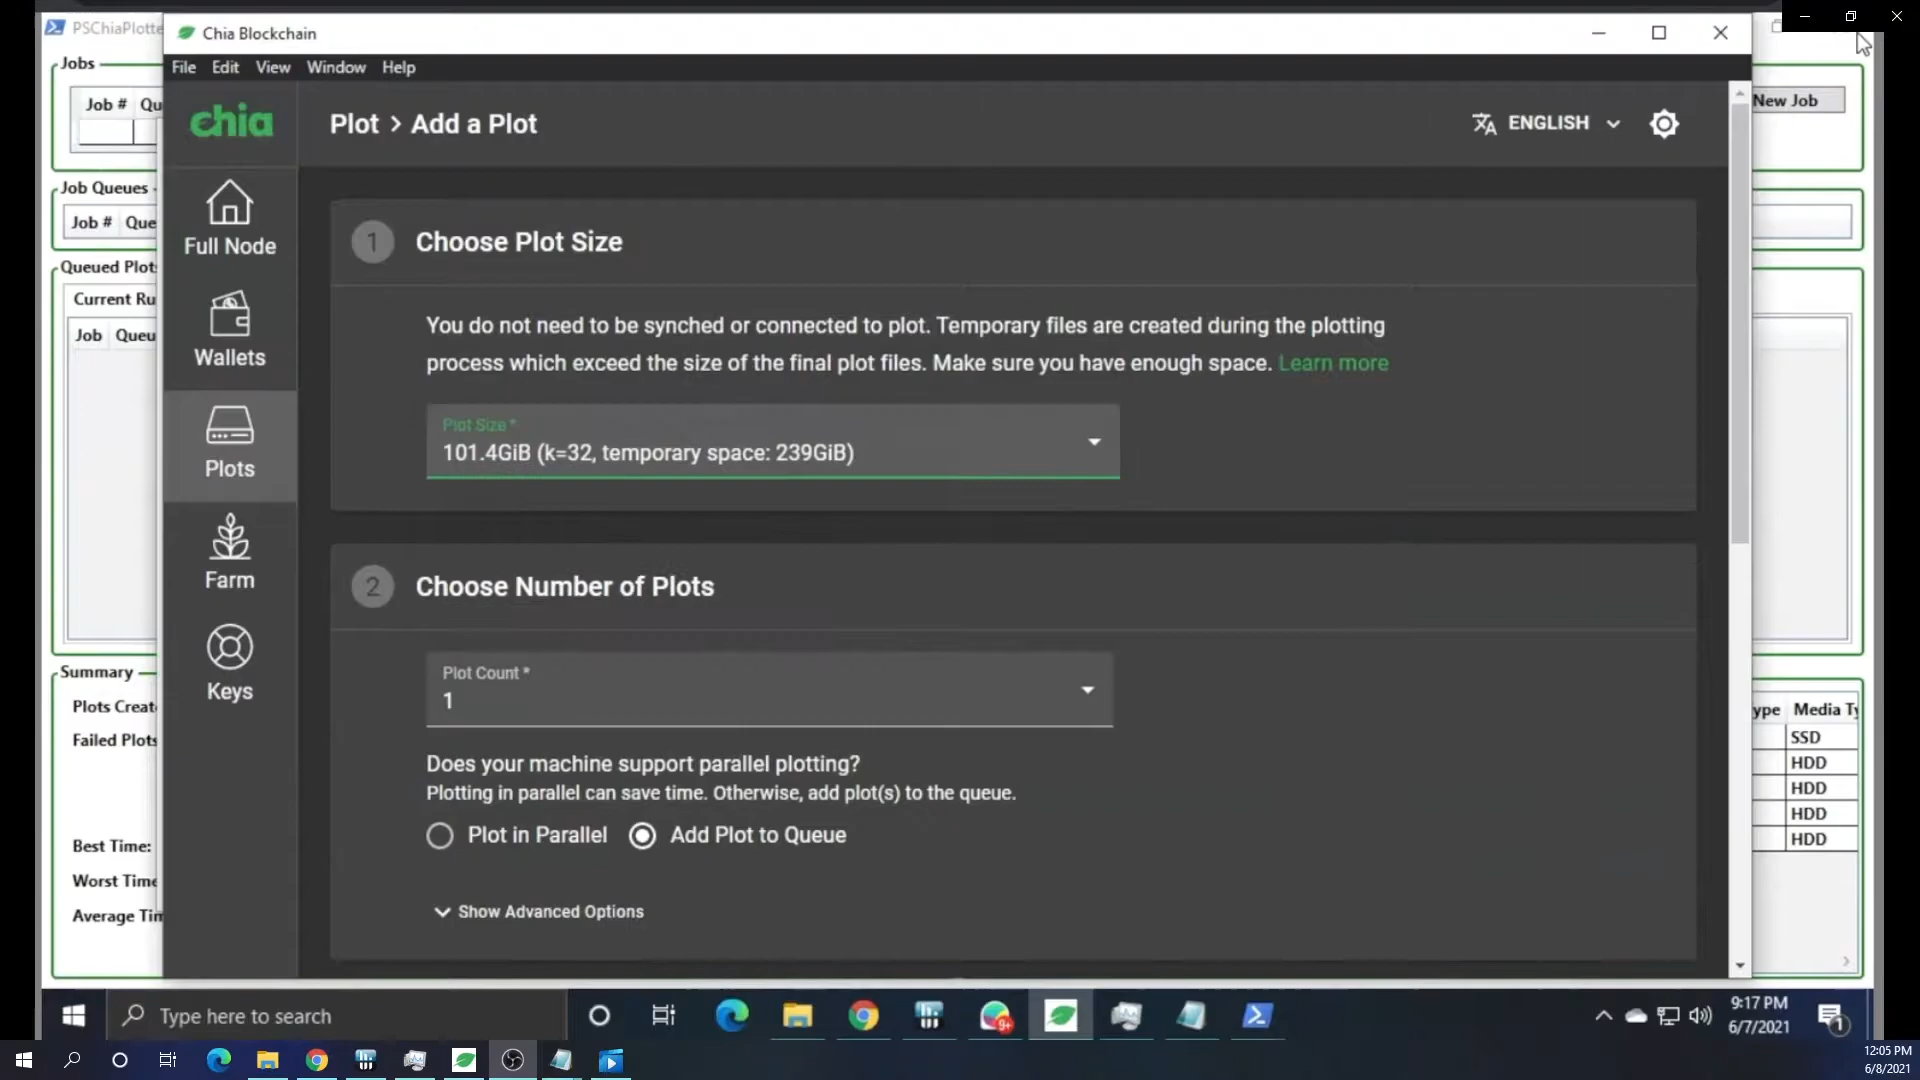 PSChiaPlotte
Chia Blockchain
File Edit View Window Help
Jobs
Job # Qu
New Job
chia
Plot > Add a Plot
ENGLISH
Job Queues
Job # Que
Full Node
1
Choose Plot Size
Queued Plots
Current Ru
Job Queu
You do not need to be synched or connected to plot. Temporary files are created during the plotting
process which exceed the size of the final plot files. Make sure you have enough space. Learn more
Wallets
Plot Size *
101.4GiB (k=32, temporary space: 239GiB)
Plots
Farm
2
Choose Number of Plots
Keys
Plot Count *
1
Summary
Plots Creat
Failed Plots
ype Media Ty
SSD
HDD
HDD
HDD
HDD
Does your machine support parallel plotting?
Plotting in parallel can save time. Otherwise, add plot(s) to the queue.
Plot in Parallel Add Plot to Queue
Best Time:
Worst Time
Average Tim
Show Advanced Options
Type here to search
9+
9:17 PM
6/7/2021
1
12:05 PM
6/8/2021